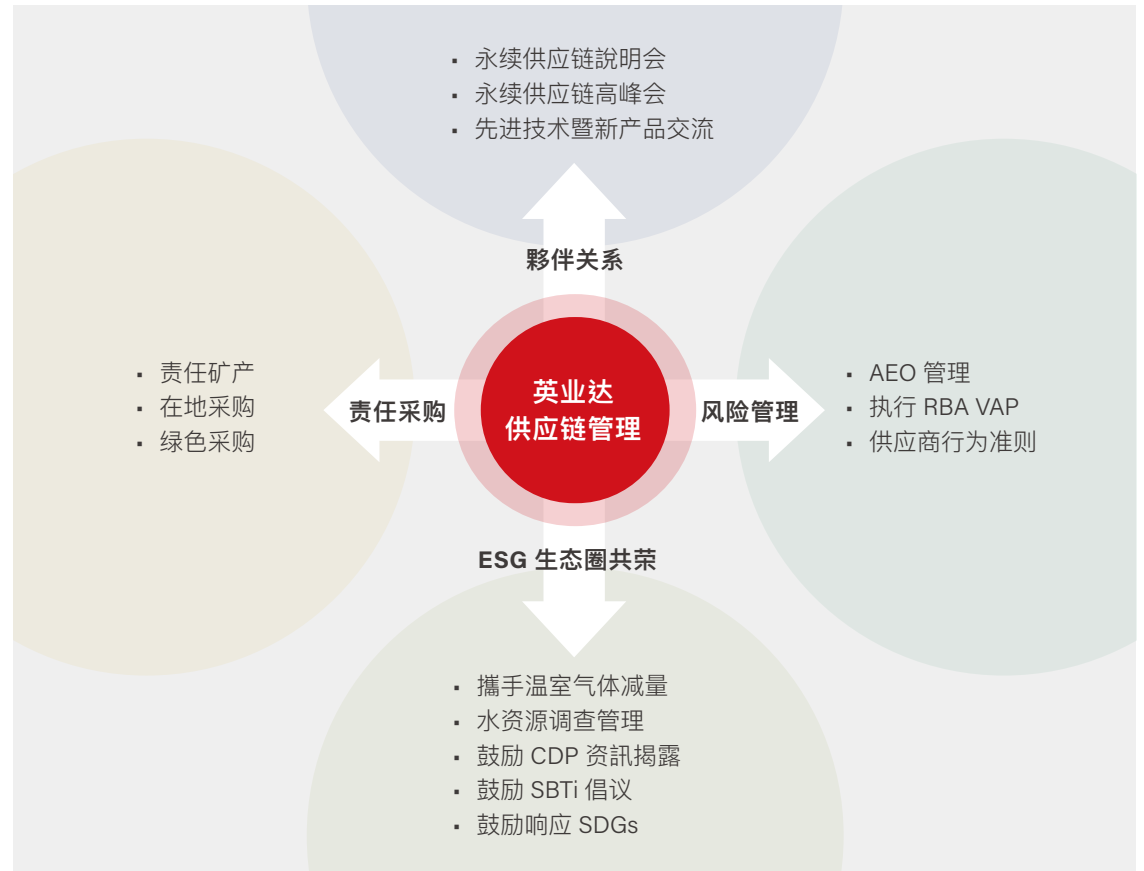 ▪ 永续供应链說明会
▪ 永续供应链高峰会
▪ 先进技术暨新产品交流
夥伴关系
▪ 责任矿产
▪ 在地采购
▪ 绿色采购
责任采购
英业达
供应链管理
风险管理
▪ AEO 管理
▪ 执行 RBA VAP
▪ 供应商行为准则
ESG 生态圈共荣
▪ 攜手温室气体减量
▪ 水资源调查管理
▪ 鼓励 CDP 资訊揭露
▪ 鼓励 SBTi 倡议
▪ 鼓励响应 SDGs